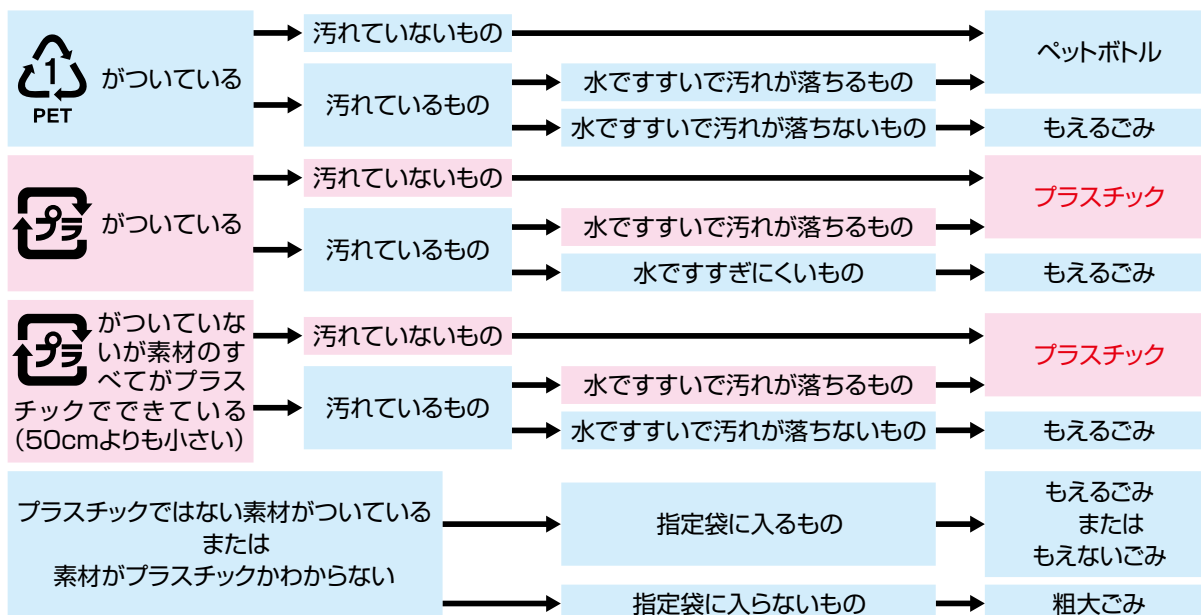 1
PET
がついている
汚れていないもの
ペットボトル
汚れているもの
水ですすいで汚れが落ちるもの
水ですすいで汚れが落ちないもの
もえるごみ
プラ
がついている
汚れていないもの
プラスチック
汚れているもの
水ですすいで汚れが落ちるもの
水ですすぎにくいもの
もえるごみ
プラ
がついていな
いが素材のす
べてがプラス
チックでできている
(50cmよりも小さい)
汚れていないもの
プラスチック
汚れているもの
水ですすいで汚れが落ちるもの
水ですすいで汚れが落ちないもの
もえるごみ
プラスチックではない素材がついている
または
素材がプラスチックかわからない
指定袋に入るもの
もえるごみ
または
もえないごみ
指定袋に入らないもの
粗大ごみ